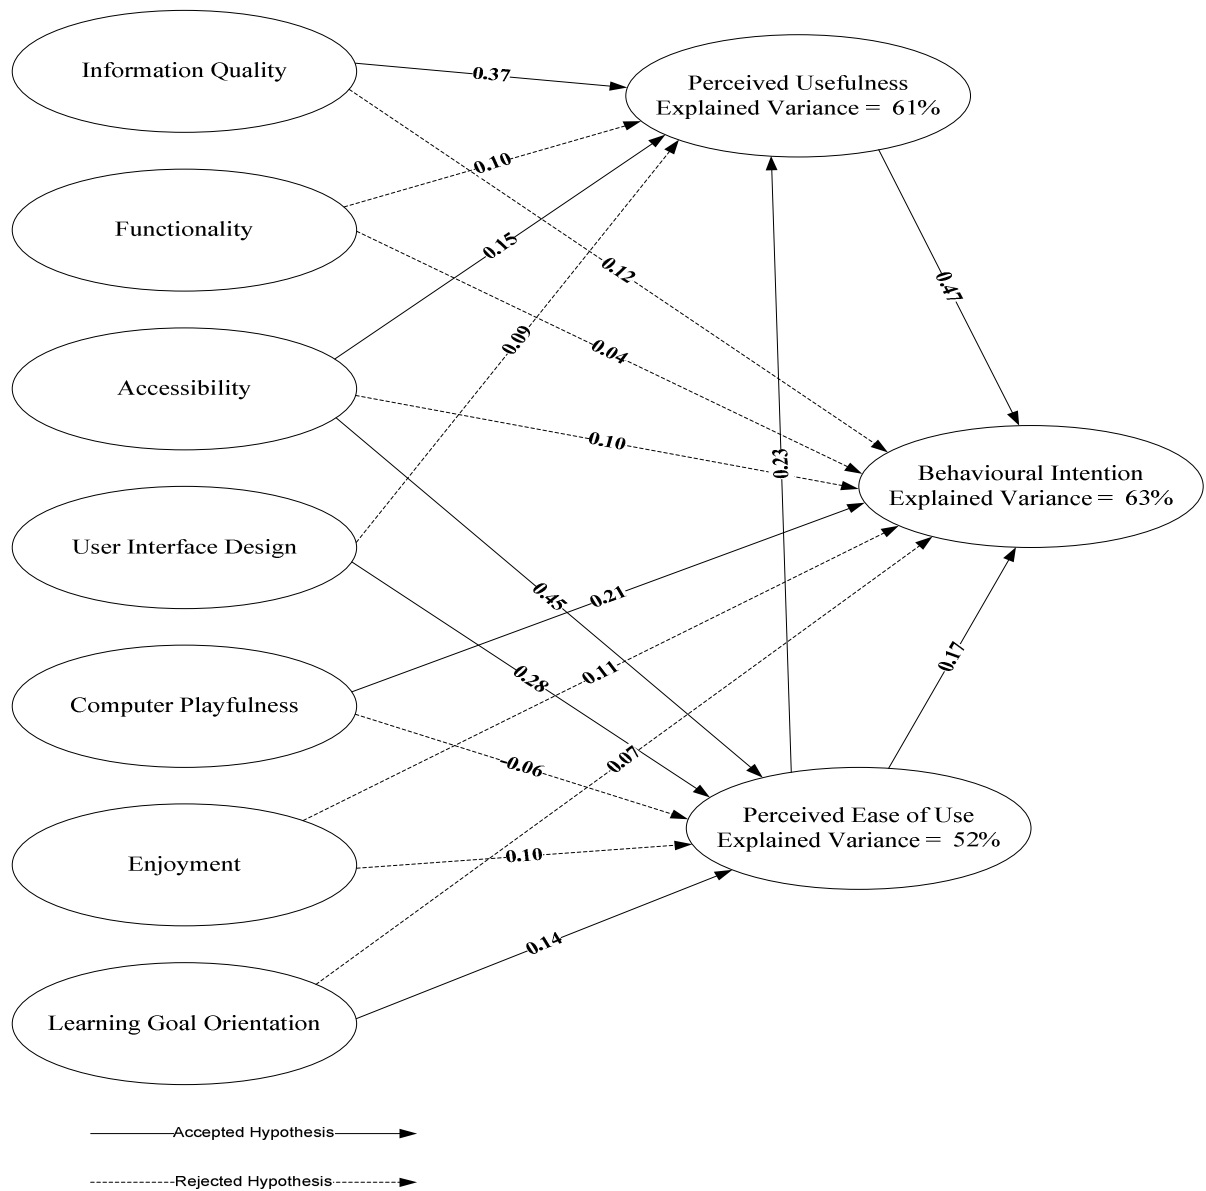 Information Quality
Perceived Usefulness
Explained Variance = 61%
0.37
0.10
Functionality
0.15
0.12
0.47
0.09
0.04
Accessibility
0.10
0.23
Behavioural Intention
Explained Variance = 63%
User Interface Design
0.45
0.21
0.28
0.11
0.17
Computer Playfulness
-0.06
0.07
Perceived Ease of Use
Explained Variance = 52%
Enjoyment
0.10
0.14
Learning Goal Orientation
Accepted Hypothesis
Rejected Hypothesis